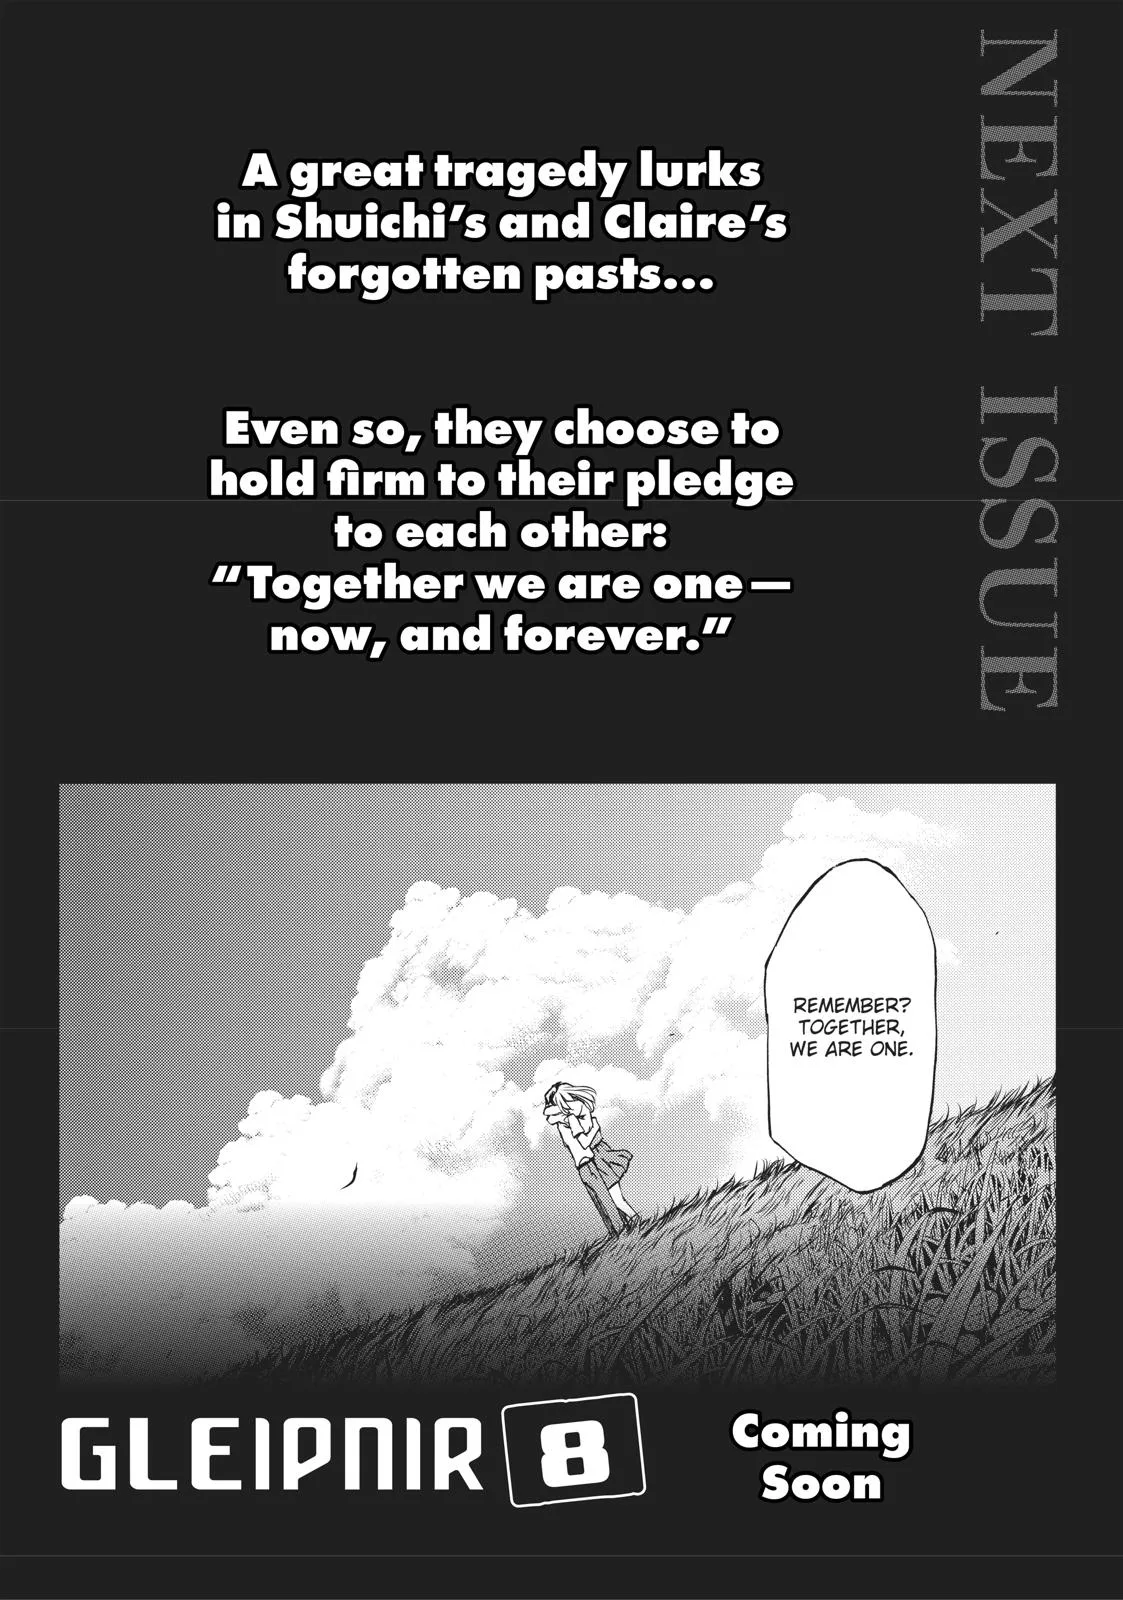 NEXT ISSUE
A great tragedy lurks
in Shuichi’s and Claire’s
forgotten pasts...
Even so, they choose to
hold firm to their pledge
to each other:
“Together we are one—
now, and forever.”
REMEMBER?
TOGETHER,
WE ARE ONE.
GLEIPNIR 8
Coming
Soon